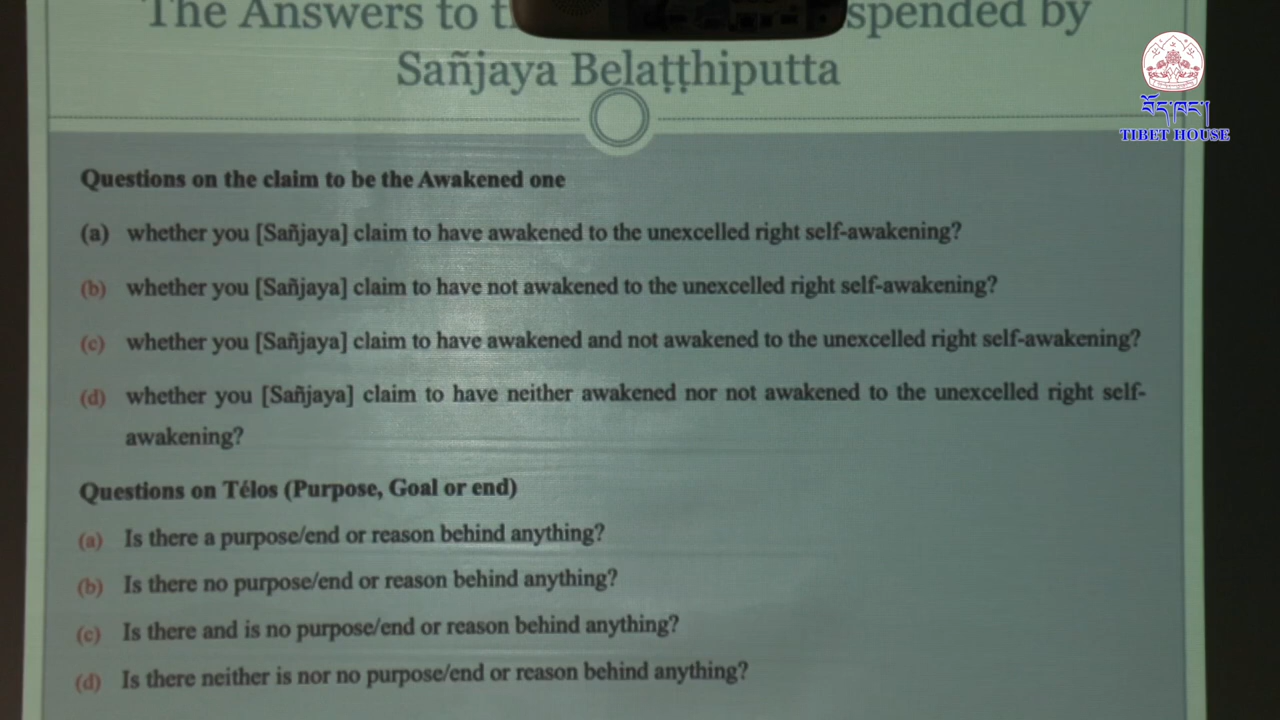 The Answers to spended by
Sañjaya Belaṭṭhiputta
བོད་ཁང་།
TIBET HOUSE
Questions on the claim to be the Awakened one
(a) whether you [Sañjaya] claim to have awakened to the unexcelled right self-awakening?
(b) whether you [Sañjaya] claim to have not awakened to the unexcelled right self-awakening?
(c) whether you [Sañjaya] claim to have awakened and not awakened to the unexcelled right self-awakening?
(d) whether you [Sañjaya] claim to have neither awakened nor not awakened to the unexcelled right self-
awakening?
Questions on Télos (Purpose, Goal or end)
(a) Is there a purpose/end or reason behind anything?
(b) Is there no purpose/end or reason behind anything?
(c) Is there and is no purpose/end or reason behind anything?
(d) Is there neither is nor no purpose/end or reason behind anything?